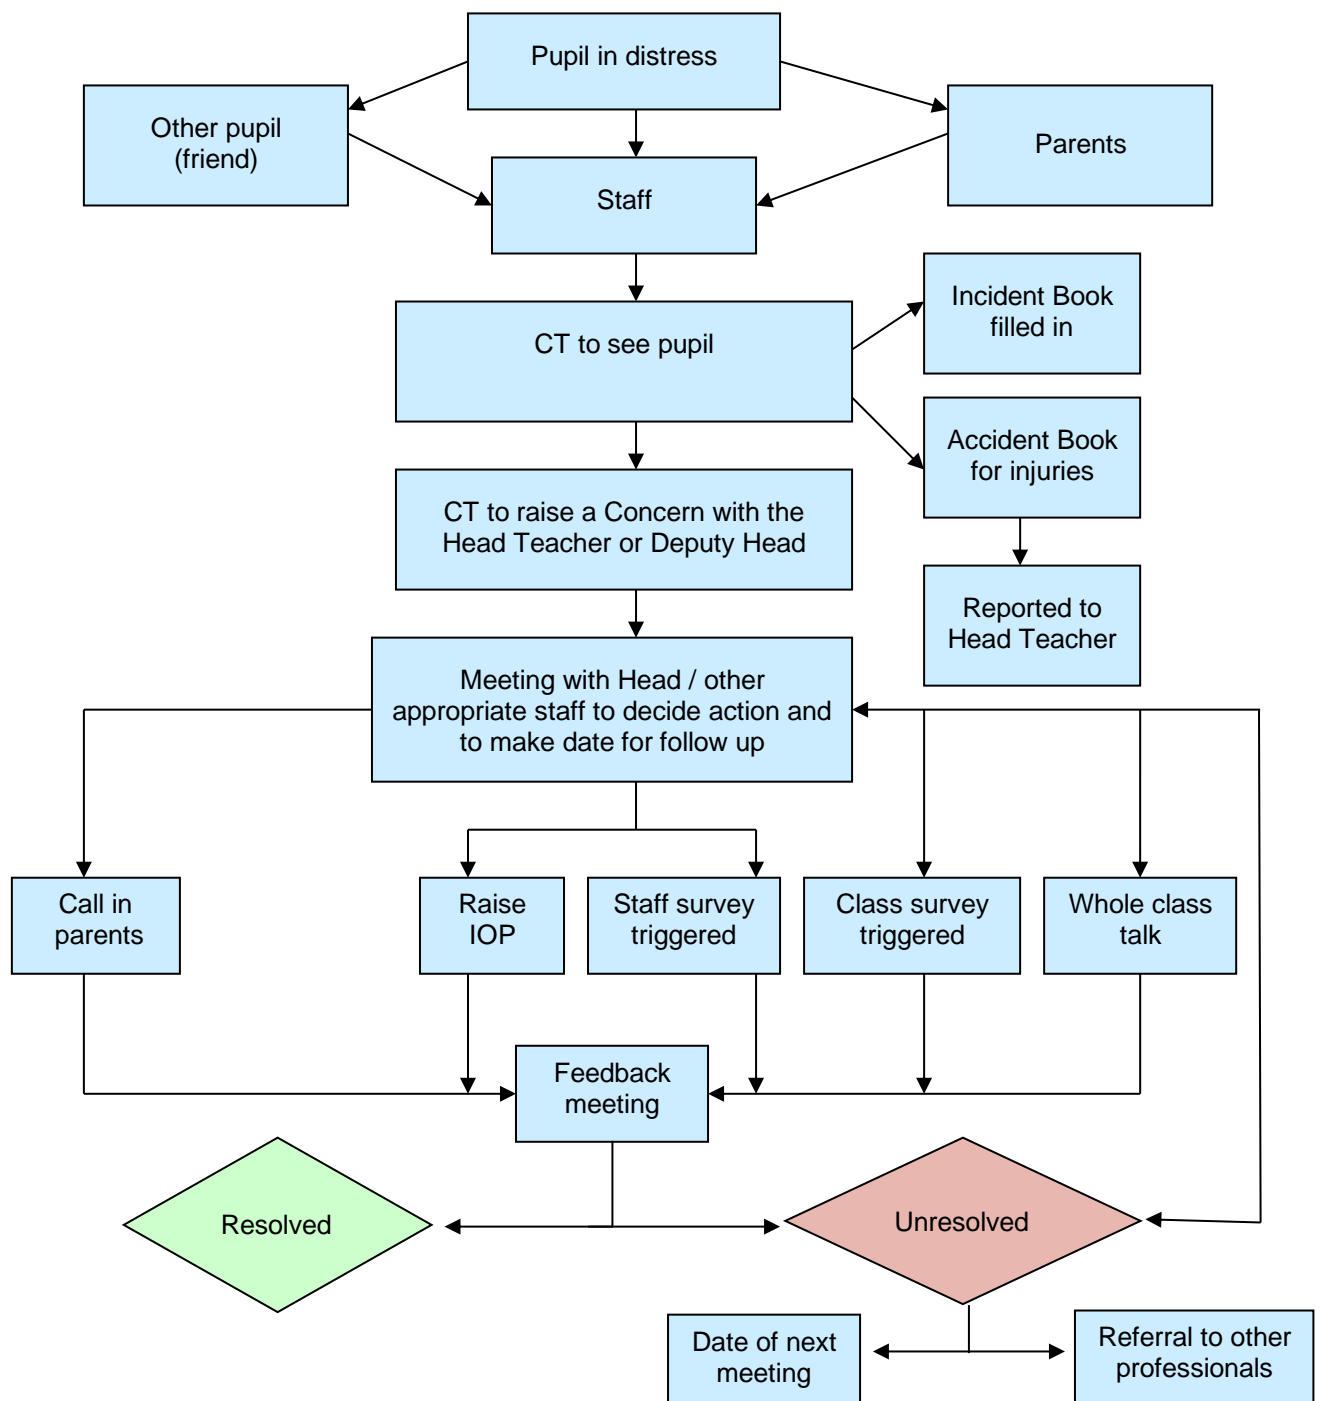 Pupil in distress
Other pupil
(friend)
Parents
Staff
Incident Book
filled in
CT to see pupil
Accident Book
for injuries
CT to raise a Concern with the
Head Teacher or Deputy Head
Reported to
Head Teacher
Meeting with Head / other
appropriate staff to decide action and
to make date for follow up
Call in
parents
Raise
IOP
Staff survey
triggered
Class survey
triggered
Whole class
talk
Feedback
meeting
Resolved
Unresolved
Date of next
meeting
Referral to other
professionals